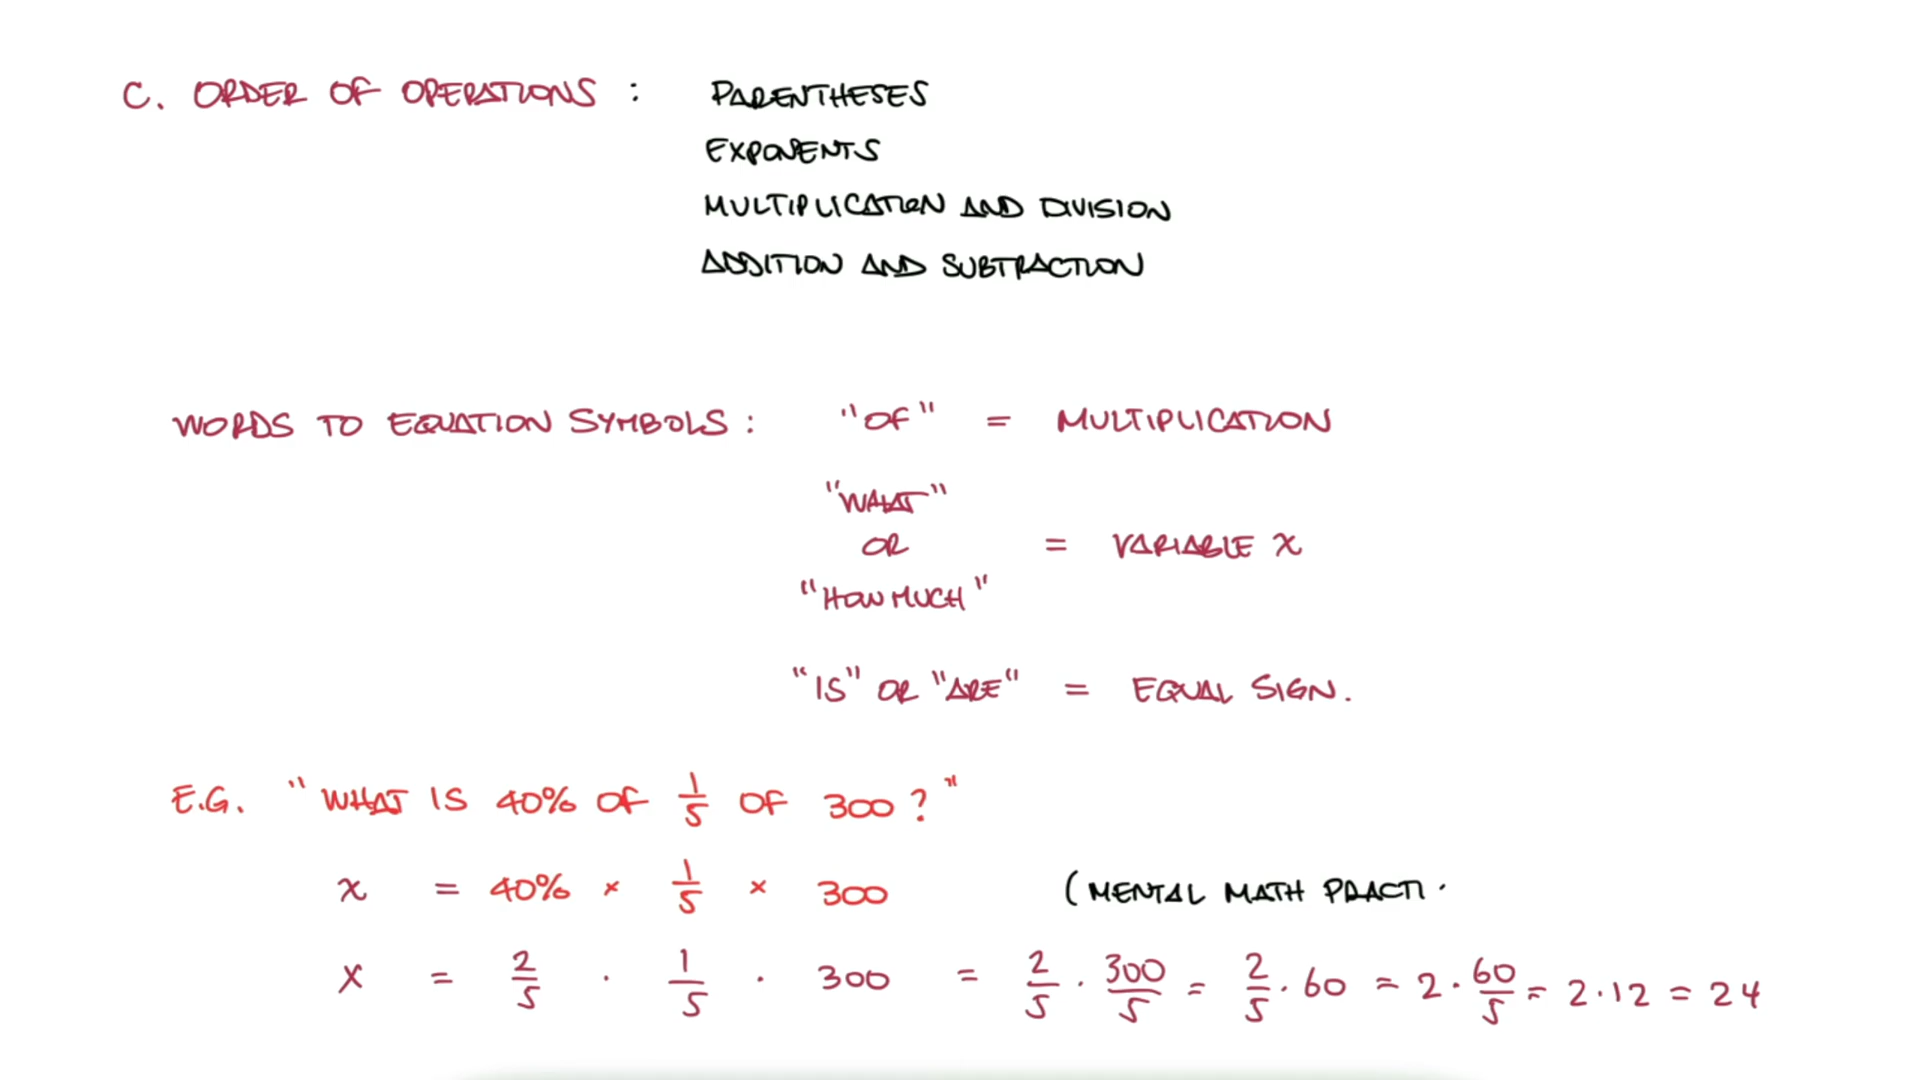 C. ORDER OF OPERATIONS : PARENTHESES
EXPONENTS
MULTIPLICATION AND DIVISION
ADDITION AND SUBTRACTION
WORDS TO EQUATION SYMBOLS : "OF" = MULTIPLICATION
"WHAT"
OR = VARIABLE x
"HOW MUCH"
"IS" OR "ARE" = EQUAL SIGN.
E.G. "WHAT IS 40% OF 1/5 OF 300 ?"
x = 40% × 1/5 × 300 (MENTAL MATH PRACTI
x = 2/5 · 1/5 · 300 = 2/5 · 300/5 = 2/5 · 60 = 2 · 60/5 = 2 · 12 = 24